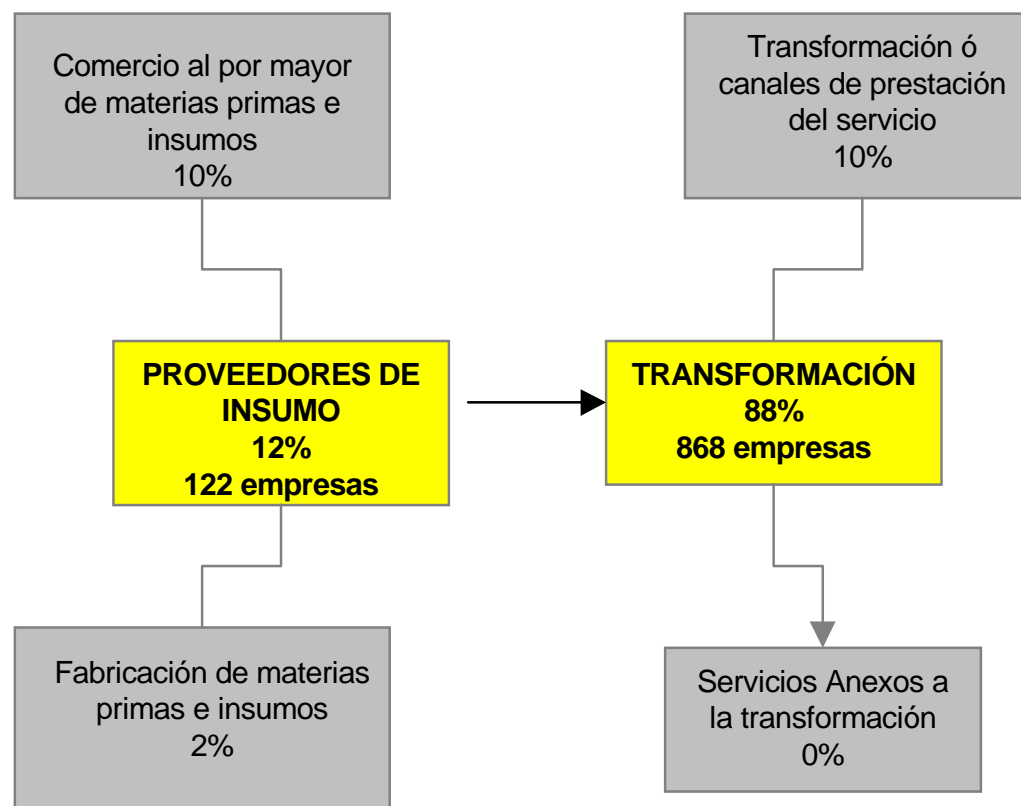 Comercio al por mayor
de materias primas e
insumos
10%
Transformación ó
canales de prestación
del servicio
10%
PROVEEDORES DE
INSUMO
12%
122 empresas
TRANSFORMACIÓN
88%
868 empresas
Fabricación de materias
primas e insumos
2%
Servicios Anexos a
la transformación
0%